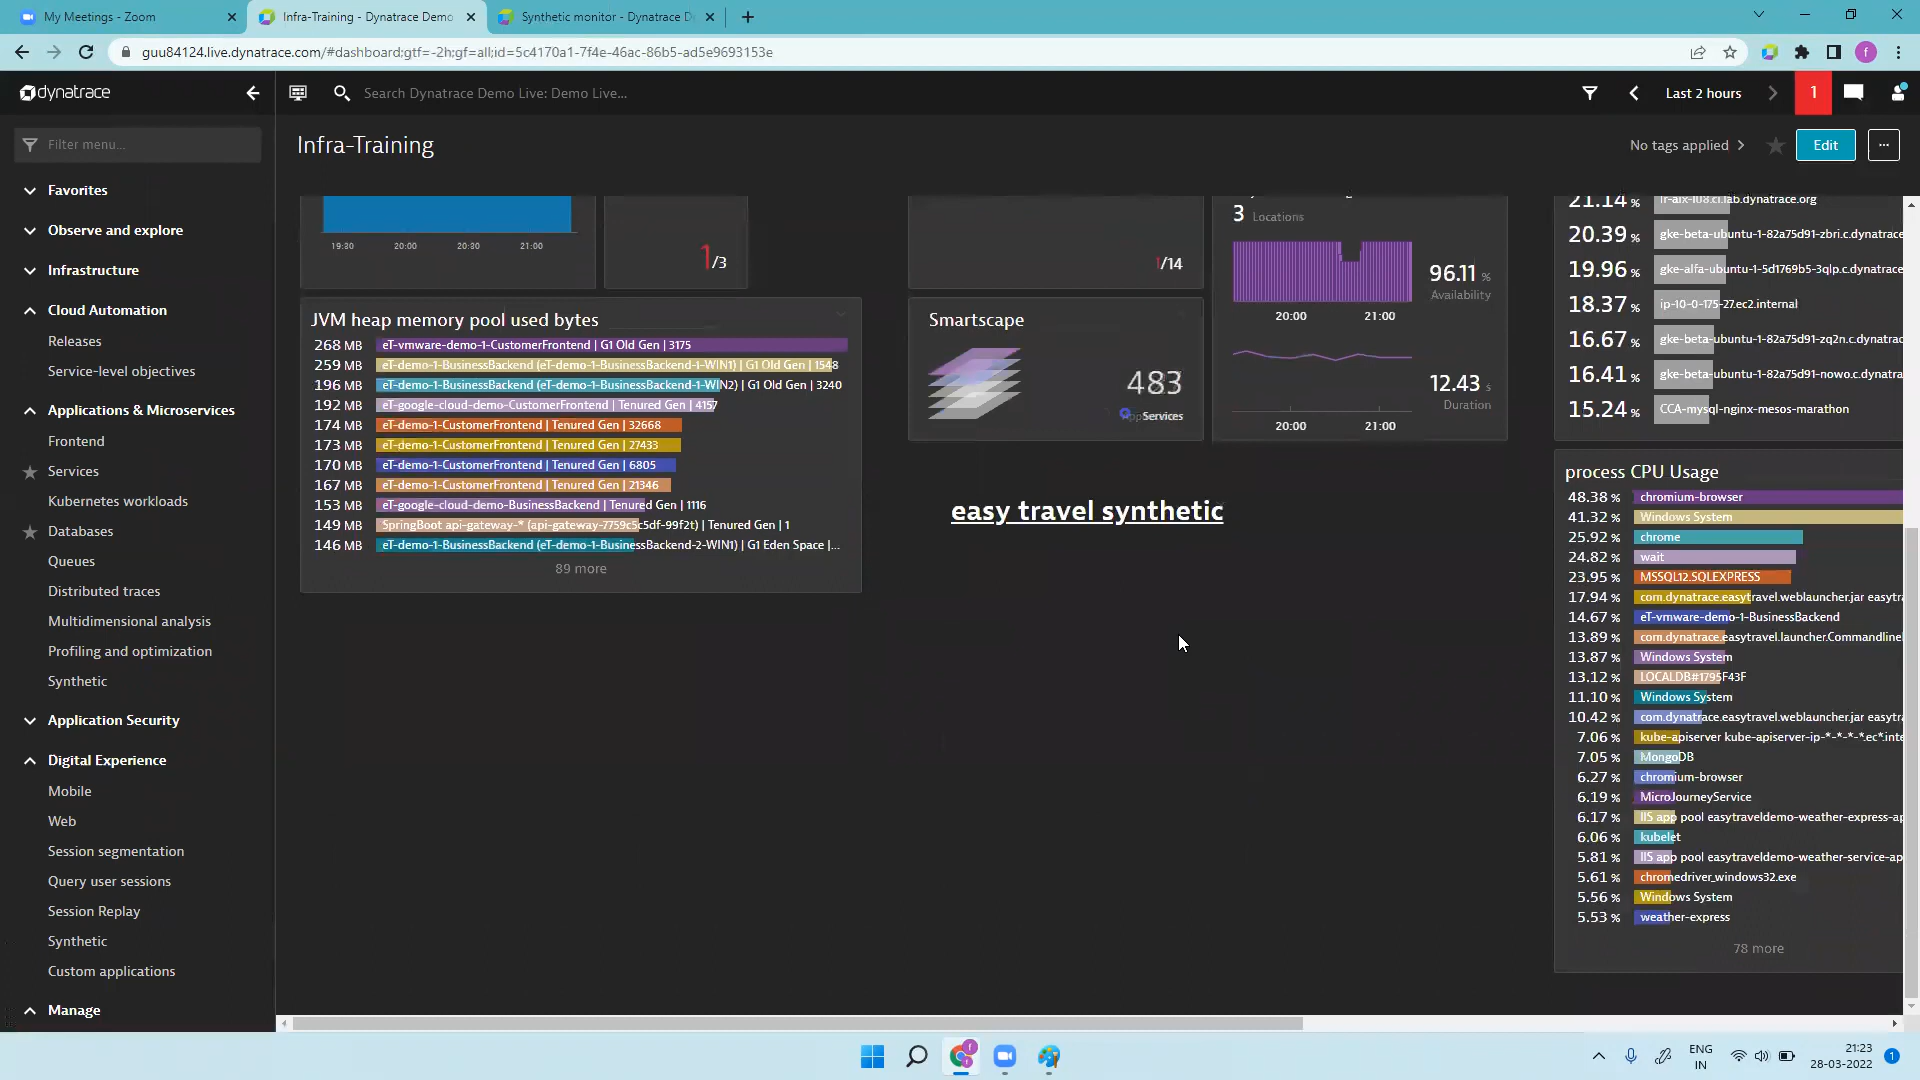 My Meetings - Zoom
Infra-Training - Dynatrace Demo
Synthetic monitor - Dynatrace D
guu84124.live.dynatrace.com/#dashboard;gtf=-2h;gf=all;id=5c4170a1-7f4e-46ac-86b5-ad5e9693153e
f
dynatrace
Search Dynatrace Demo Live: Demo Live...
Last 2 hours
1
Filter menu...
Infra-Training
No tags applied
Edit
...
Favorites
Observe and explore
Infrastructure
Cloud Automation
Releases
Service-level objectives
Applications & Microservices
Frontend
Services
Kubernetes workloads
Databases
Queues
Distributed traces
Multidimensional analysis
Profiling and optimization
Synthetic
Application Security
Digital Experience
Mobile
Web
Session segmentation
Query user sessions
Session Replay
Synthetic
Custom applications
Manage
19:30 20:00 20:30 21:00
1/3
JVM heap memory pool used bytes
268 MB eT-vmware-demo-1-CustomerFrontend | G1 Old Gen | 3175
259 MB eT-demo-1-BusinessBackend (eT-demo-1-BusinessBackend-1-WIN1) | G1 Old Gen | 1548
196 MB eT-demo-1-BusinessBackend (eT-demo-1-BusinessBackend-1-WIN2) | G1 Old Gen | 3240
192 MB eT-google-cloud-demo-CustomerFrontend | Tenured Gen | 4157
174 MB eT-demo-1-CustomerFrontend | Tenured Gen | 32668
173 MB eT-demo-1-CustomerFrontend | Tenured Gen | 27433
170 MB eT-demo-1-CustomerFrontend | Tenured Gen | 6805
167 MB eT-demo-1-CustomerFrontend | Tenured Gen | 21346
153 MB eT-google-cloud-demo-BusinessBackend | Tenured Gen | 1116
149 MB SpringBoot api-gateway-* (api-gateway-7759c5c5df-99f2t) | Tenured Gen | 1
146 MB eT-demo-1-BusinessBackend (eT-demo-1-BusinessBackend-2-WIN1) | G1 Eden Space |...
89 more
1/14
Smartscape
483
Services
3 Locations
96.11 %
Availability
20:00 21:00
12.43 s
Duration
20:00 21:00
easy travel synthetic
21.14 % lr-aix-108.cl.lab.dynatrace.org
20.39 % gke-beta-ubuntu-1-82a75d91-zbri.c.dynatrace
19.96 % gke-alfa-ubuntu-1-5d1769b5-3qlp.c.dynatrace
18.37 % ip-10-0-175-27.ec2.internal
16.67 % gke-beta-ubuntu-1-82a75d91-zq2n.c.dynatrace
16.41 % gke-beta-ubuntu-1-82a75d91-nowo.c.dynatra
15.24 % CCA-mysql-nginx-mesos-marathon
process CPU Usage
48.38 % chromium-browser
41.32 % Windows System
25.92 % chrome
24.82 % wait
23.95 % MSSQL12.SQLEXPRESS
17.94 % com.dynatrace.easytravel.weblauncher.jar easytra
14.67 % eT-vmware-demo-1-BusinessBackend
13.89 % com.dynatrace.easytravel.launcher.Commandline
13.87 % Windows System
13.12 % LOCALDB#1795F43F
11.10 % Windows System
10.42 % com.dynatrace.easytravel.weblauncher.jar easytra
7.06 % kube-apiserver kube-apiserver-ip-*-*-*-*.ec*.inte
7.05 % MongoDB
6.27 % chromium-browser
6.19 % MicroJourneyService
6.17 % IIS app pool easytraveldemo-weather-express-ap
6.06 % kubelet
5.81 % IIS app pool easytraveldemo-weather-service-ap
5.61 % chromedriver_windows32.exe
5.56 % Windows System
5.53 % weather-express
78 more
ENG
IN
21:23
28-03-2022
1